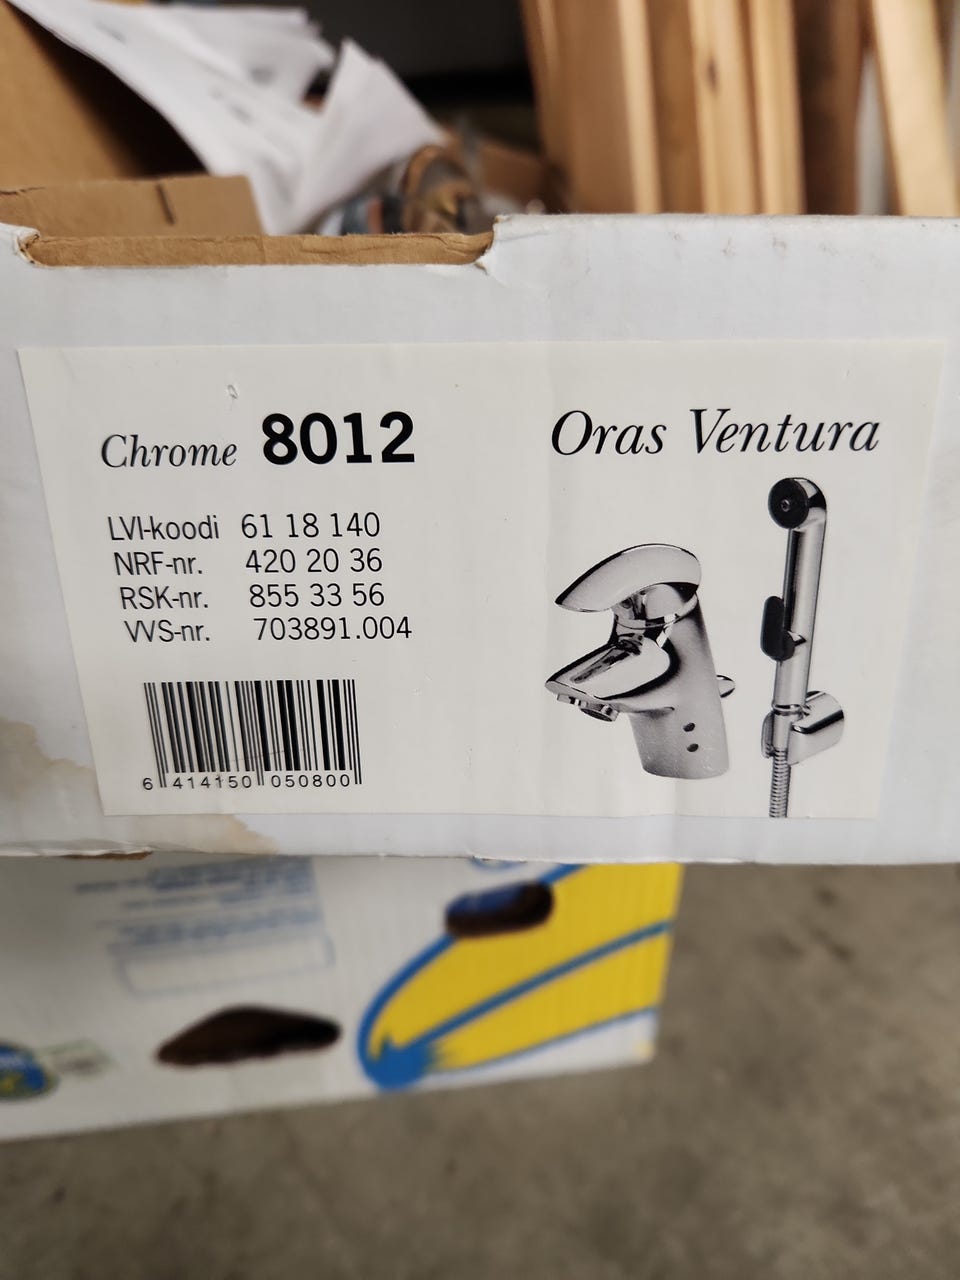 Chrome 8012
Oras Ventura
LVI-koodi 61 18 140
NRF-nr. 420 20 36
RSK-nr. 855 33 56
VVS-nr. 703891.004
6 414150 050800